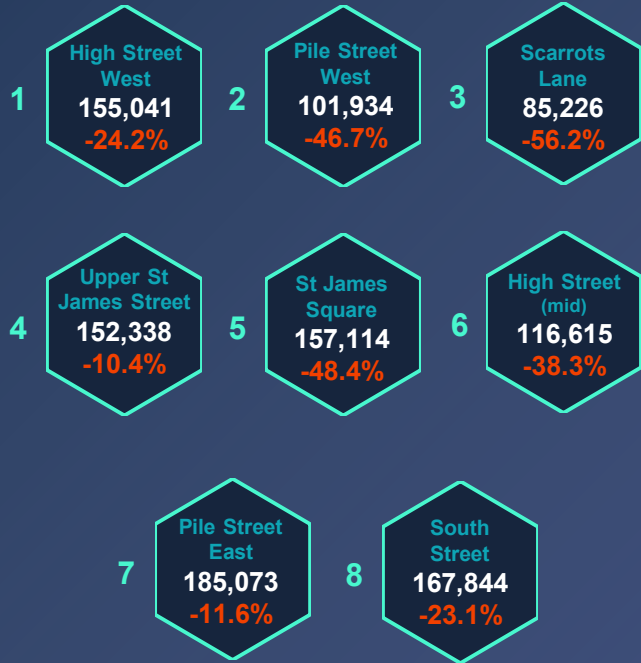 1
High Street
West
155,041
-24.2%
2
Pile Street
West
101,934
-46.7%
3
Scarrots
Lane
85,226
-56.2%
4
Upper St
James Street
152,338
-10.4%
5
St James
Square
157,114
-48.4%
6
High Street
(mid)
116,615
-38.3%
7
Pile Street
East
185,073
-11.6%
8
South
Street
167,844
-23.1%